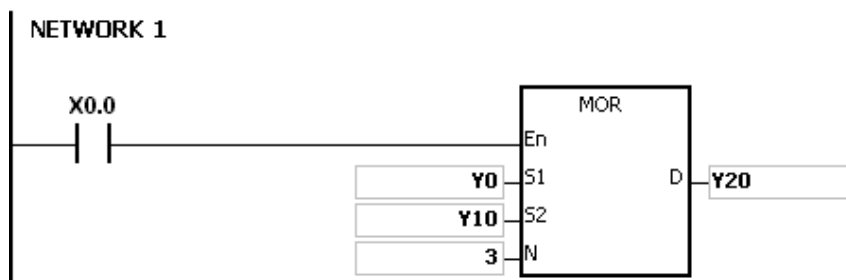 NETWORK 1
X0.0
MOR
En
Y0 S1 D Y20
Y10 S2
3 N